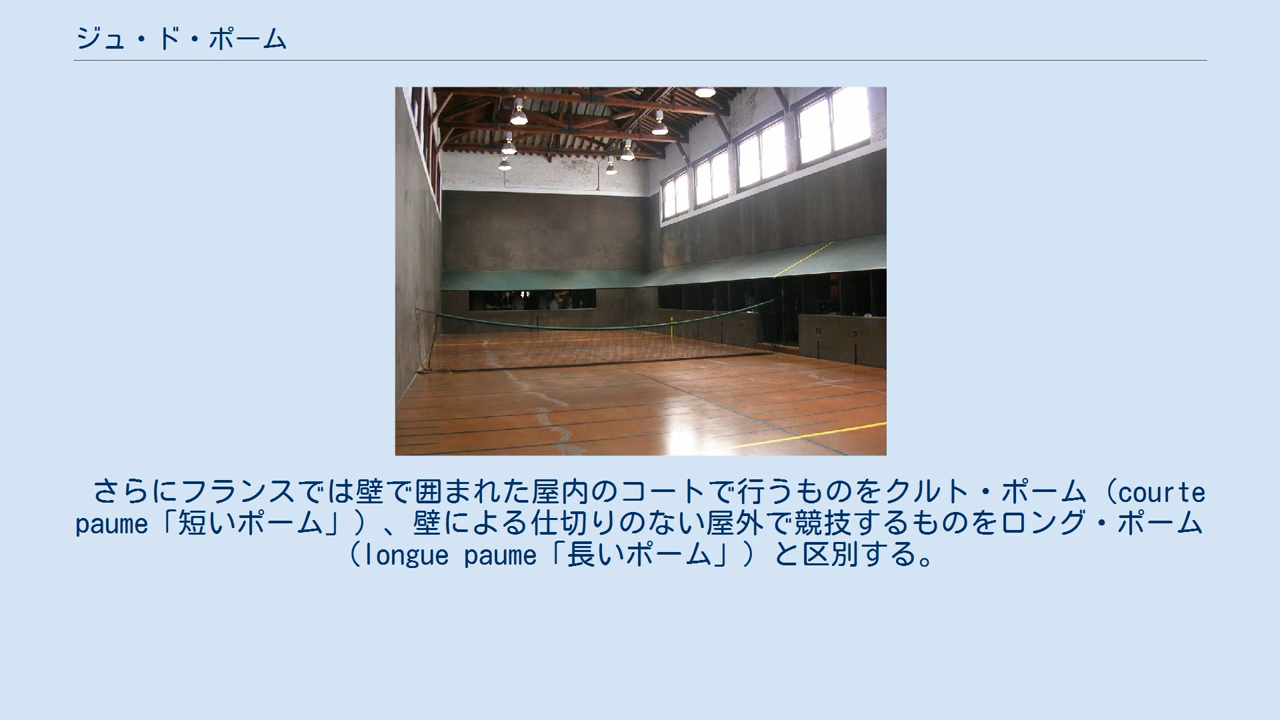 ジュ・ド・ポーム
さらにフランスでは壁で囲まれた屋内のコートで行うものをクルト・ポーム（courte
paume「短いポーム」）、壁による仕切りのない屋外で競技するものをロング・ポーム
（longue paume「長いポーム」）と区別する。